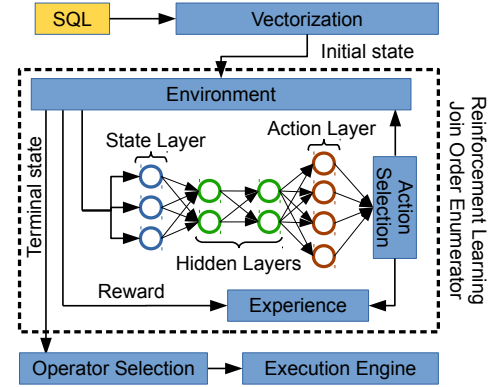 SQL
Vectorization
Initial state
Environment
State Layer
Action Layer
Terminal state
Action
Selection
Reinforcement Learning
Join Order Enumerator
Hidden Layers
Reward
Experience
Operator Selection
Execution Engine